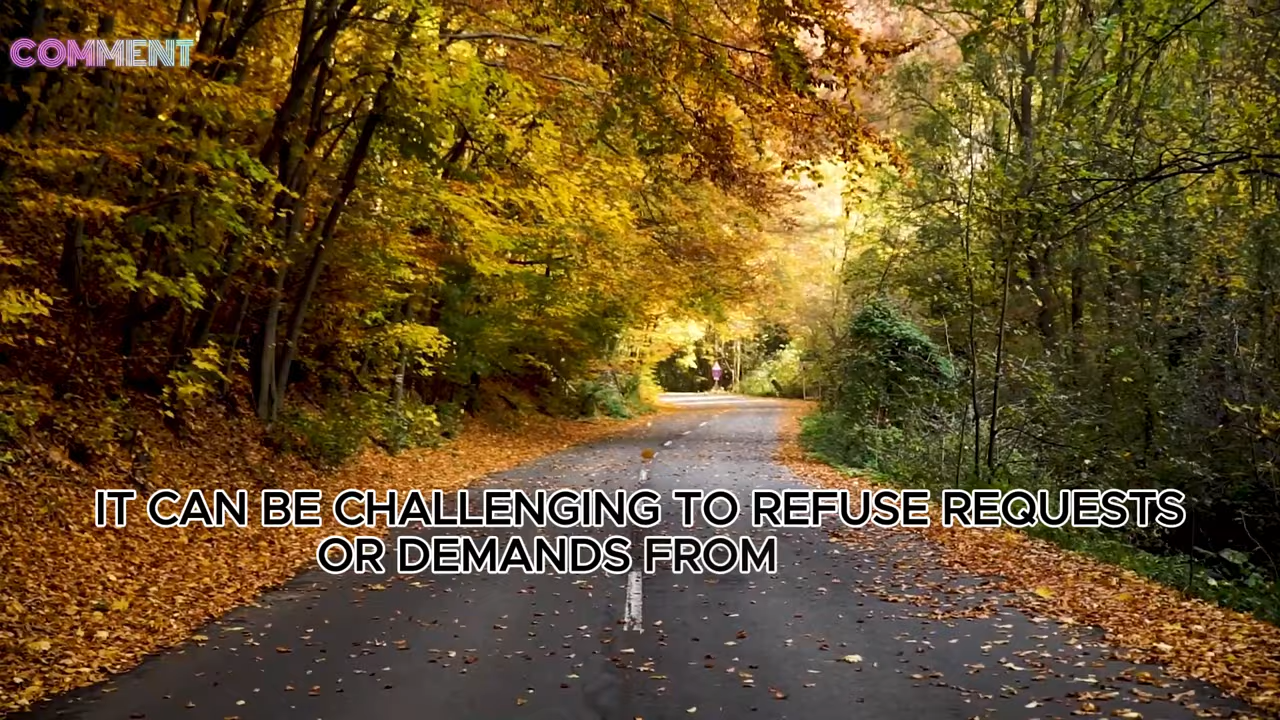 COMMENT
IT CAN BE CHALLENGING TO REFUSE REQUESTS
OR DEMANDS FROM